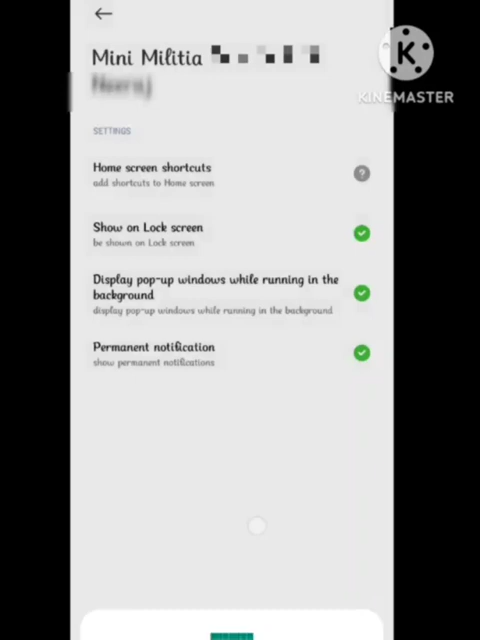 Mini Militia
K
KINEMASTER
SETTINGS
Home screen shortcuts
add shortcuts to Home screen
Show on Lock screen
be shown on Lock screen
Display pop-up windows while running in the
background
display pop-up windows while running in the background
Permanent notification
show permanent notifications